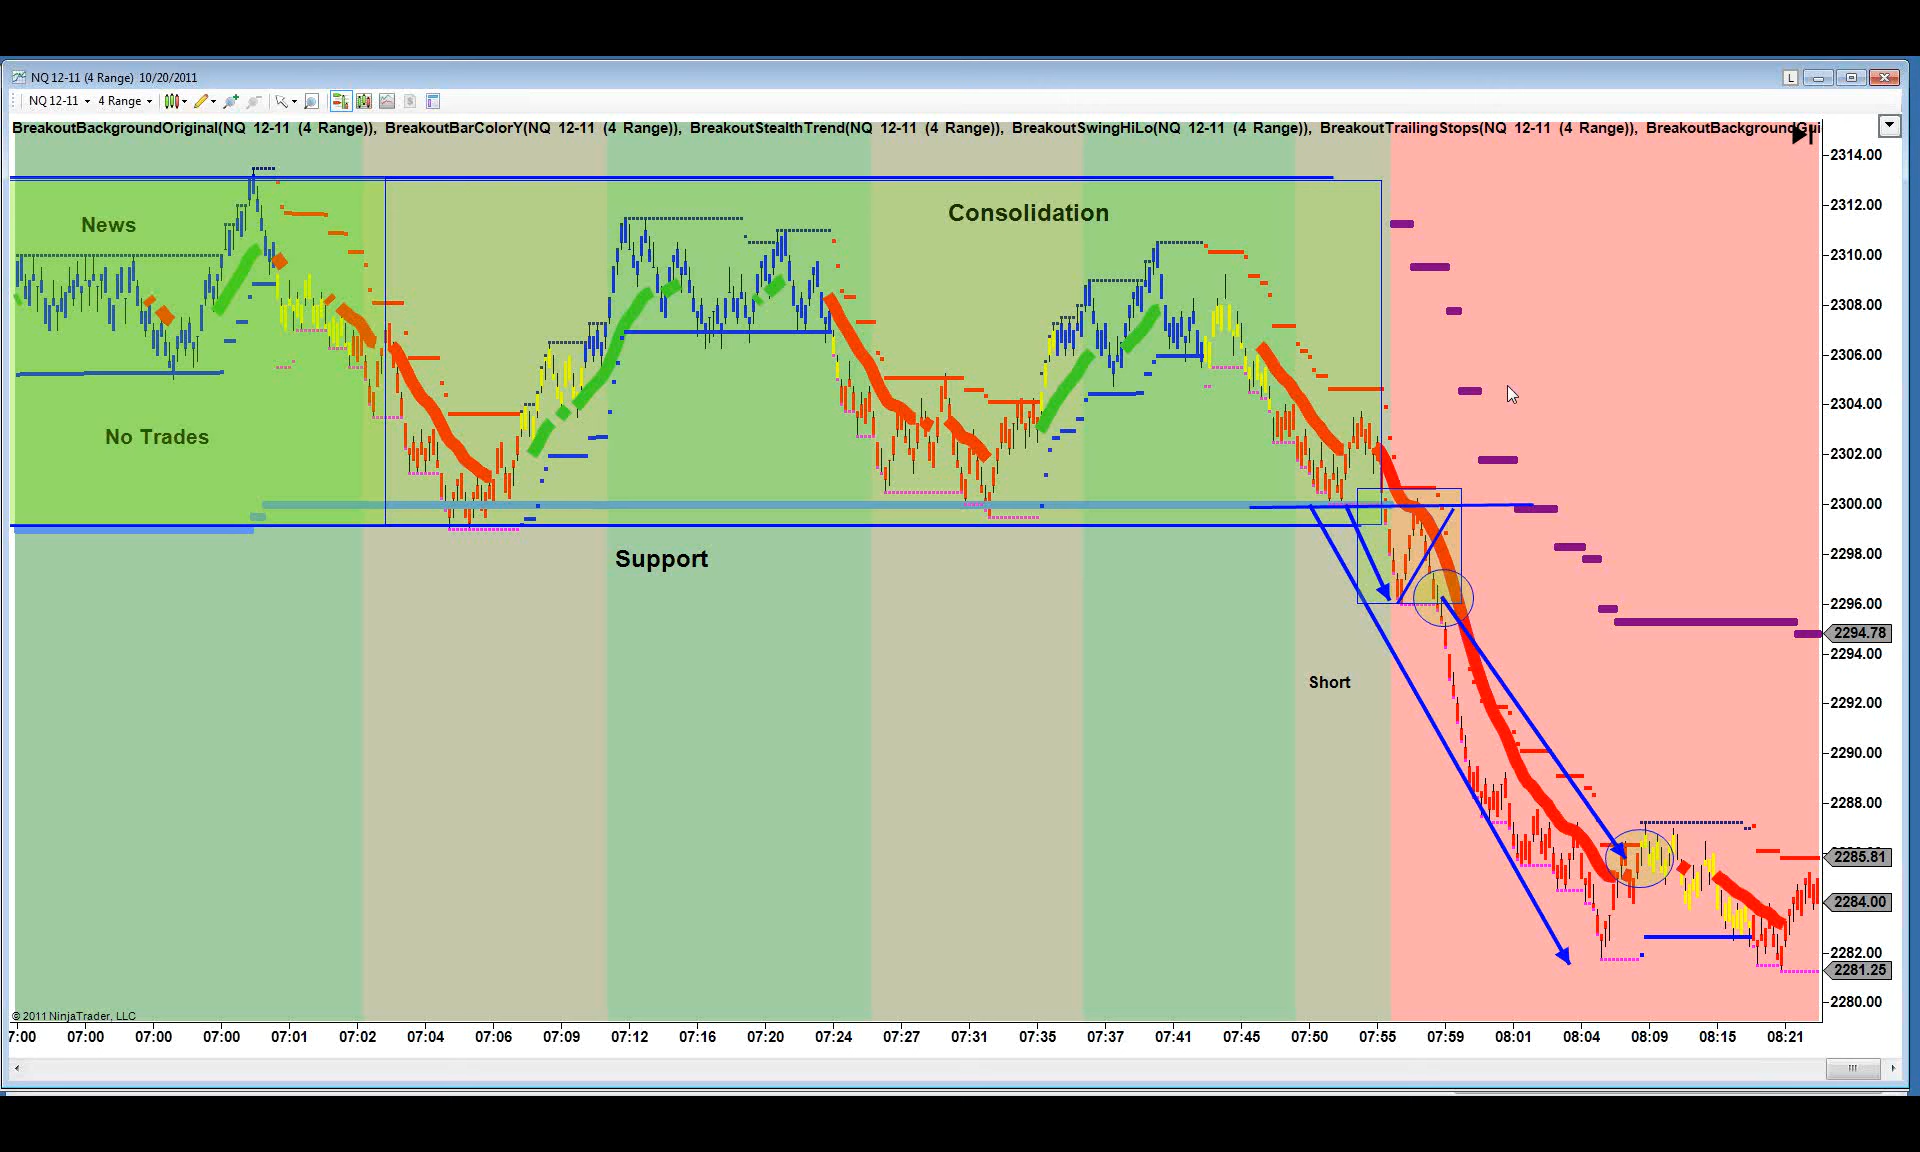 NQ 12-11 (4 Range) 10/20/2011
L
NQ 12-11 4 Range
BreakoutBackgroundOriginal(NQ 12-11 (4 Range)), BreakoutBarColorY(NQ 12-11 (4 Range)), BreakoutStealthTrend(NQ 12-11 (4 Range)), BreakoutSwingHiLo(NQ 12-11 (4 Range)), BreakoutTrailingStops(NQ 12-11 (4 Range)), BreakoutBackgroundGui
2314.00
2312.00
News
Consolidation
2310.00
2308.00
2306.00
2304.00
No Trades
2302.00
2300.00
Support
2298.00
2296.00
2294.78
2294.00
Short
2292.00
2290.00
2288.00
2285.81
2284.00
2282.00
2281.25
2280.00
© 2011 NinjaTrader, LLC
7:00 07:00 07:00 07:00 07:01 07:02 07:04 07:06 07:09 07:12 07:16 07:20 07:24 07:27 07:31 07:35 07:37 07:41 07:45 07:50 07:55 07:59 08:01 08:04 08:09 08:15 08:21